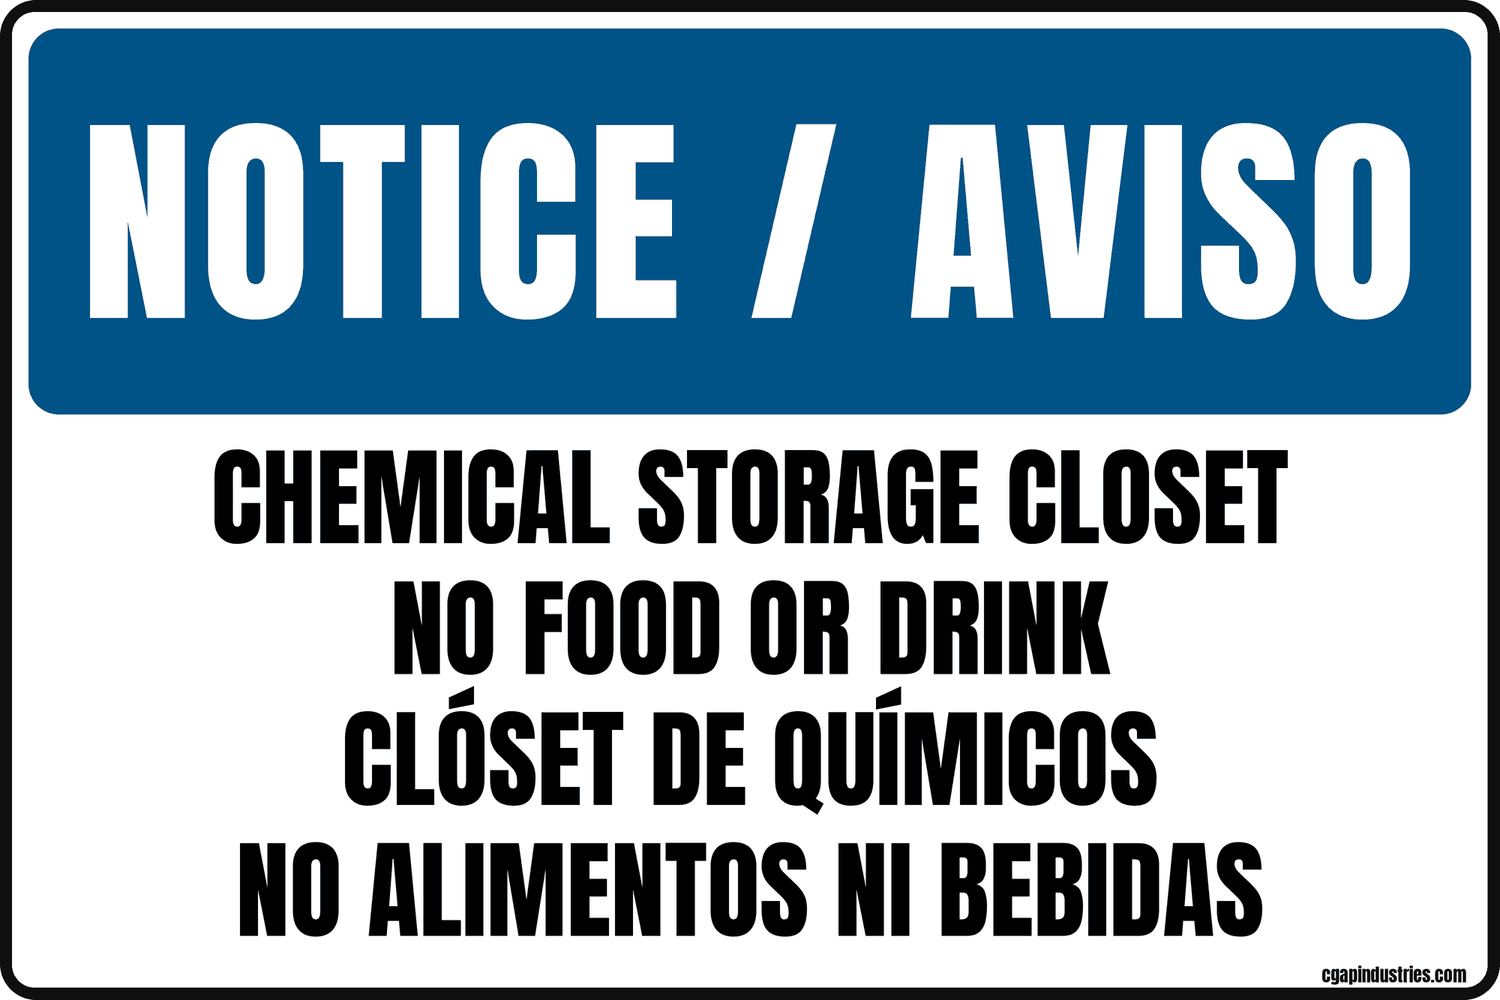 NOTICE / AVISO
CHEMICAL STORAGE CLOSET
NO FOOD OR DRINK
CLÓSET DE QUÍMICOS
NO ALIMENTOS NI BEBIDAS
cgapindustries.com